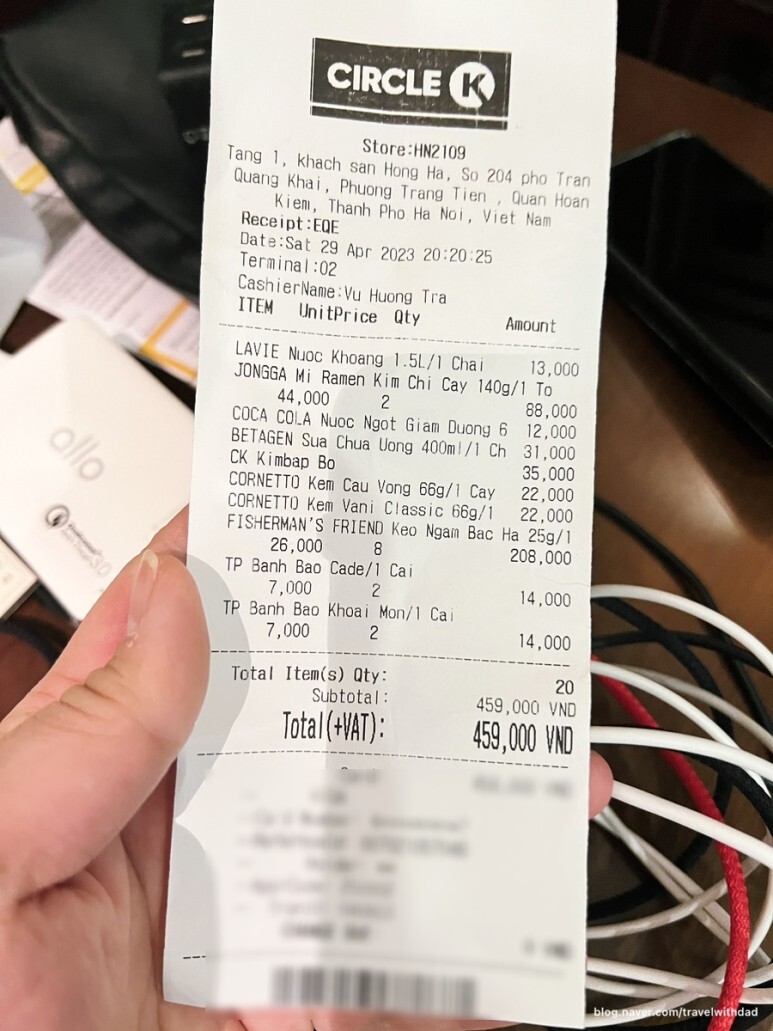 CIRCLE K
Store:HN2109
Tang 1, khach san Hong Ha, So 204 pho Tran
Quang Khai, Phuong Trang Tien , Quan Hoan
Kiem, Thanh Pho Ha Noi, Viet Nam
Receipt:EQE
Date:Sat 29 Apr 2023 20:20:25
Terminal:02
CashierName:Vu Huong Tra
ITEM UnitPrice Qty Amount
LAVIE Nuoc Khoang 1.5L/1 Chai 13,000
JONGGA Mi Ramen Kim Chi Cay 140g/1 To
44,000 2 88,000
COCA COLA Nuoc Ngot Giam Duong 6 12,000
BETAGEN Sua Chua Uong 400ml/1 Ch 31,000
CK Kimbap Bo 35,000
CORNETTO Kem Cau Vong 66g/1 Cay 22,000
CORNETTO Kem Vani Classic 66g/1 22,000
FISHERMAN'S FRIEND Keo Ngam Bac Ha 25g/1
26,000 8 208,000
TP Banh Bao Cade/1 Cai
7,000 2 14,000
TP Banh Bao Khoai Mon/1 Cai
7,000 2 14,000
Total Item(s) Qty: 20
Subtotal: 459,000 VND
Total(+VAT): 459,000 VND
allo
blog.naver.com/travelwithdad